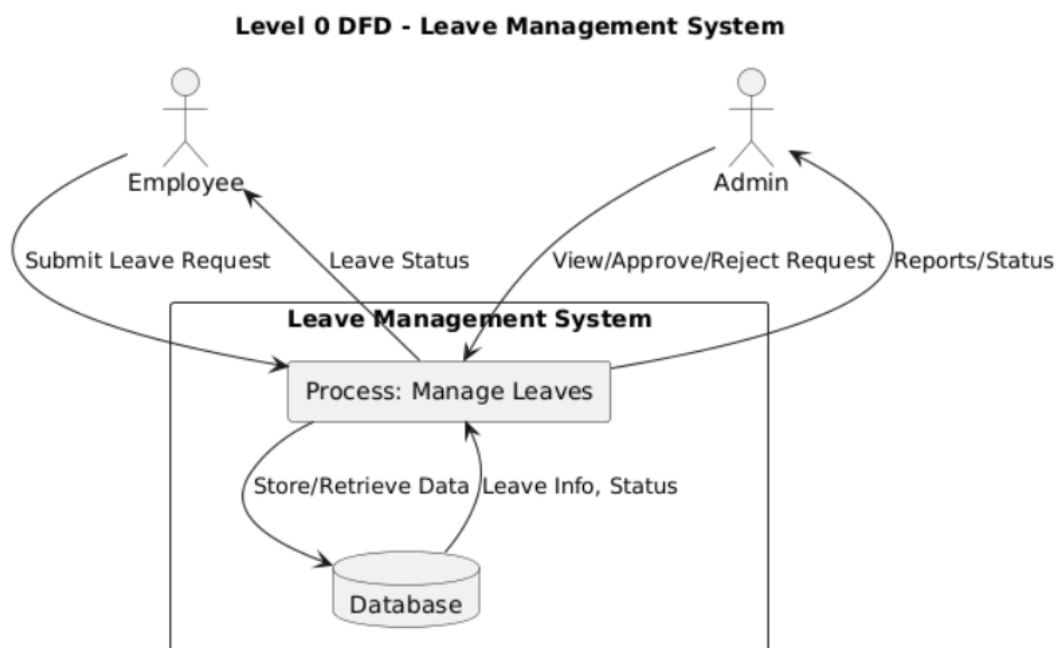 Level 0 DFD - Leave Management System
Employee
Admin
Submit Leave Request
Leave Status
View/Approve/Reject Request
Reports/Status
Leave Management System
Process: Manage Leaves
Store/Retrieve Data
Leave Info, Status
Database